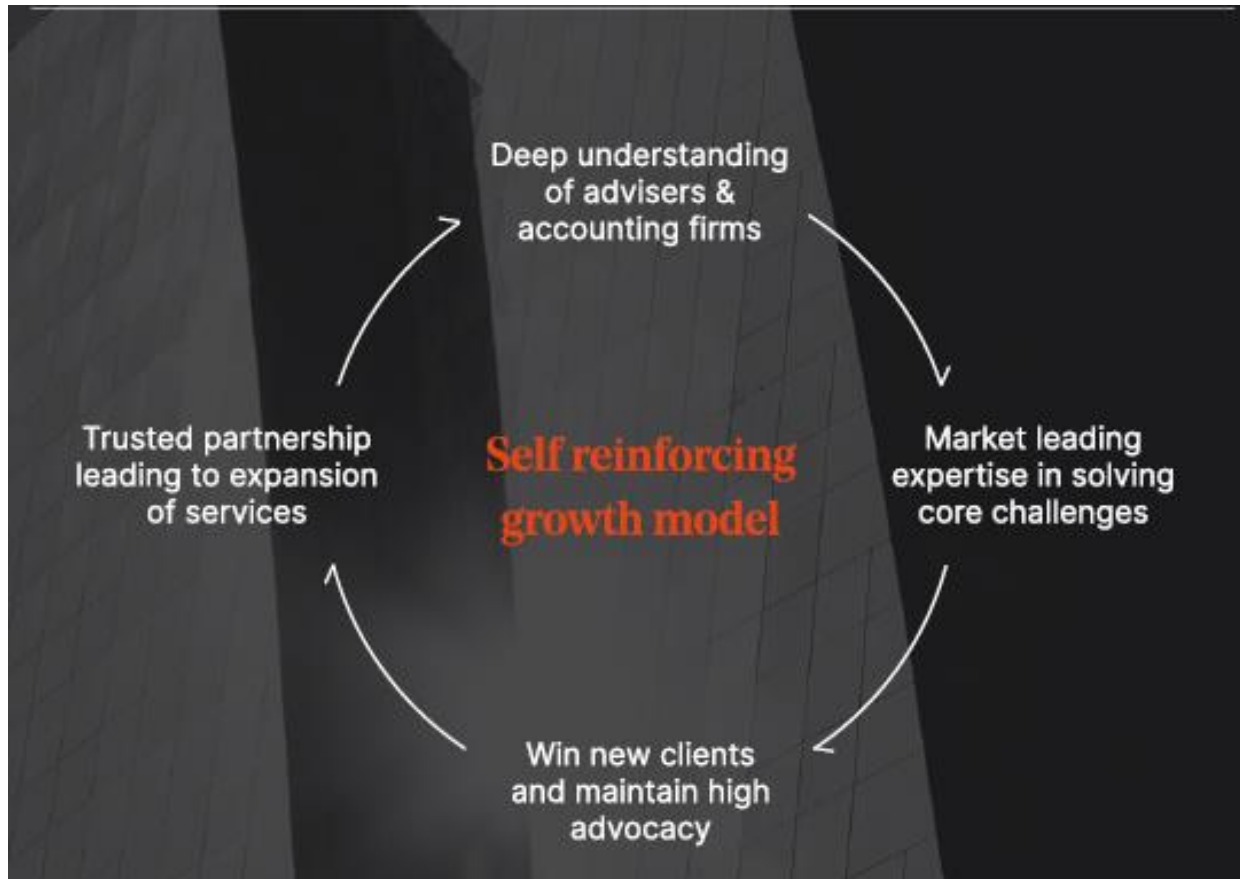 Deep understanding
of advisers &
accounting firms
Market leading
expertise in solving
core challenges
Win new clients
and maintain high
advocacy
Trusted partnership
leading to expansion
of services
Self reinforcing
growth model